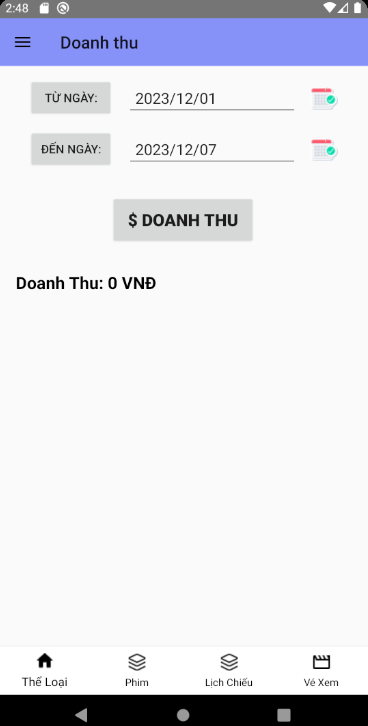 2:48
Doanh thu
TỪ NGÀY: 2023/12/01
ĐẾN NGÀY: 2023/12/07
$ DOANH THU
Doanh Thu: 0 VNĐ
Thể Loại Phim Lịch Chiếu Vé Xem